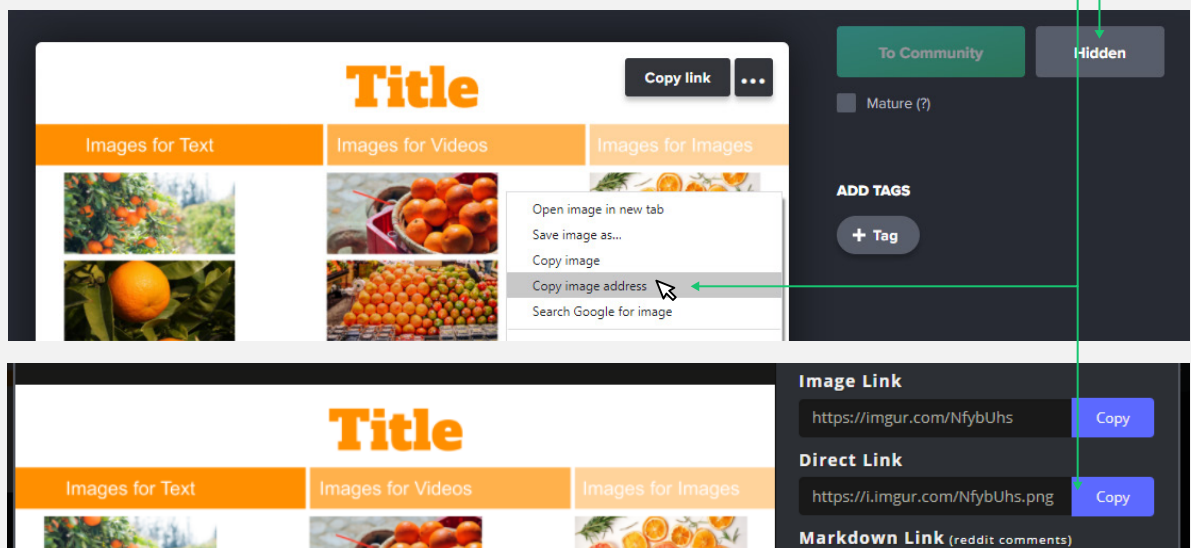 To Community
Hidden
Title
Copy link
...
Mature (?)
Images for Text
Images for Videos
Images for Images
ADD TAGS
Open image in new tab
Save image as...
+ Tag
Copy image
Copy image address
Search Google for image
Image Link
https://imgur.com/NfybUhs
Copy
Title
Direct Link
Images for Text
Images for Videos
Images for Images
https://i.imgur.com/NfybUhs.png
Copy
Markdown Link (reddit comments)